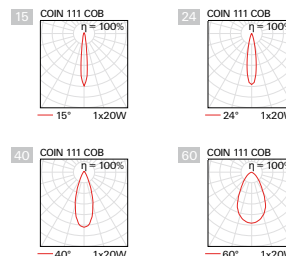 15 COIN 111 COB
η = 100%
15° 1x20W
24 COIN 111 COB
η = 100%
24° 1x20W
40 COIN 111 COB
η = 100%
40° 1x20W
60 COIN 111 COB
η = 100%
60° 1x20W